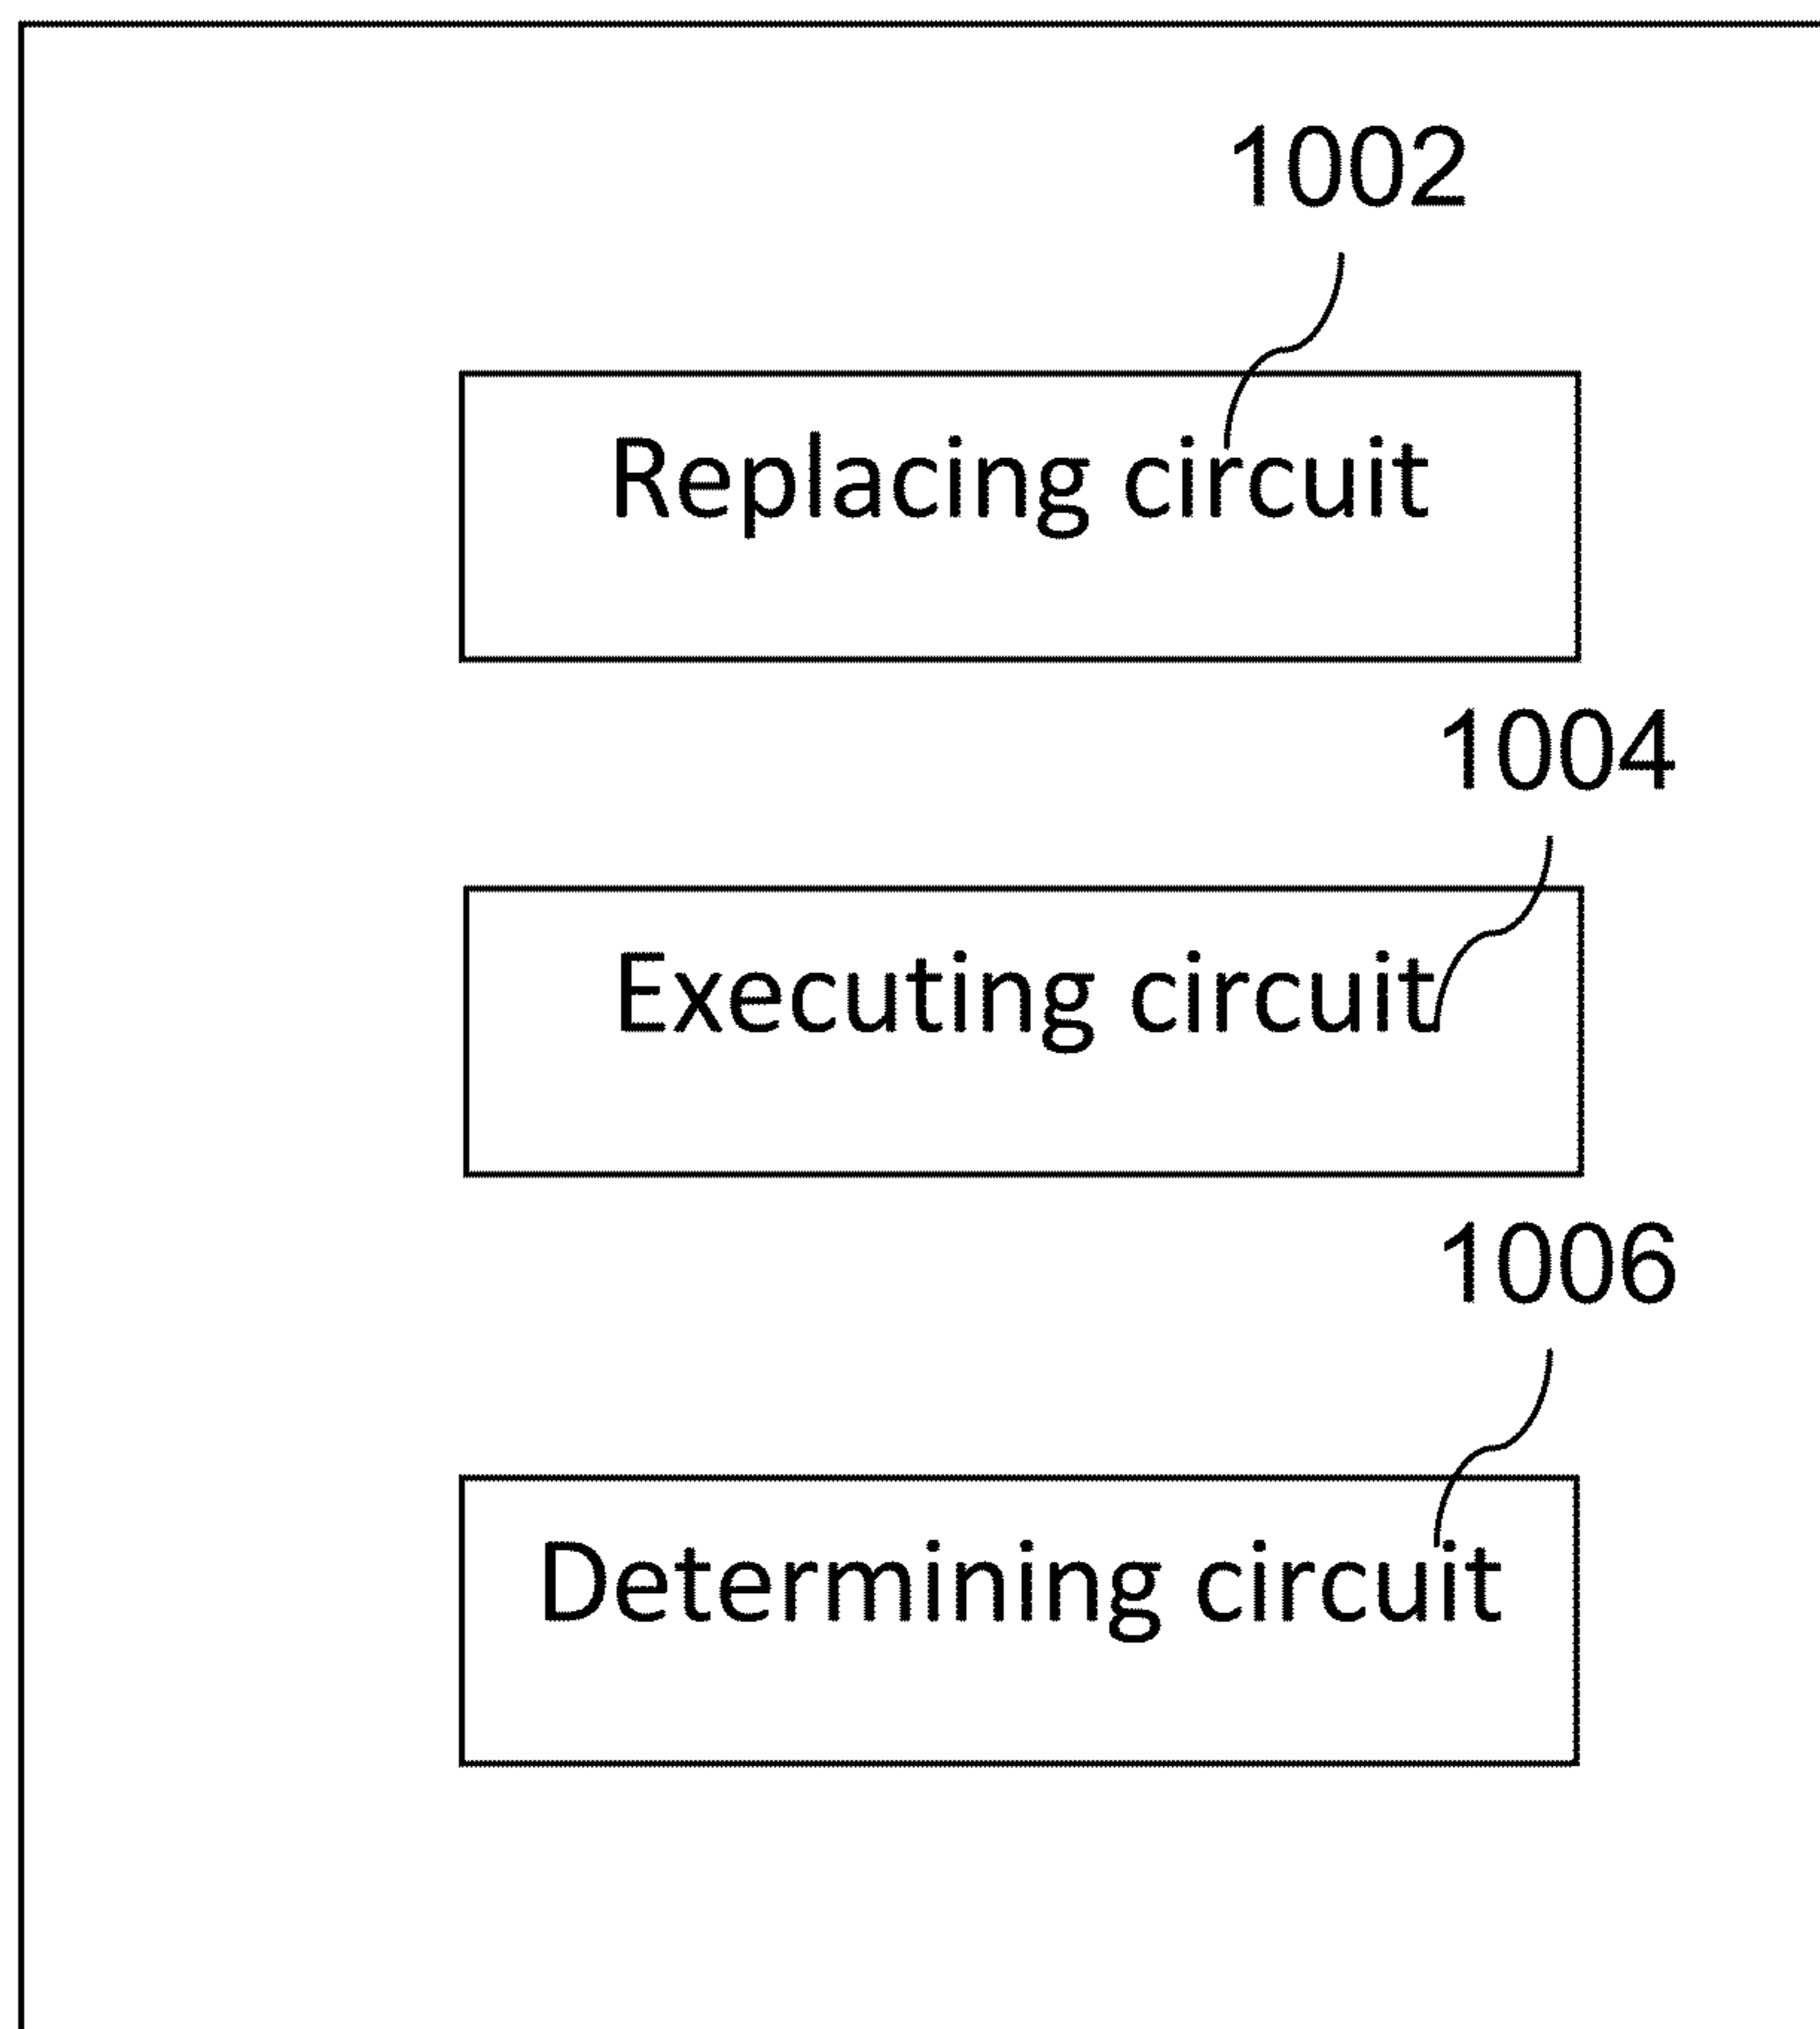 1002
Replacing circuit
1004
Executing circuit
1006
Determining circuit